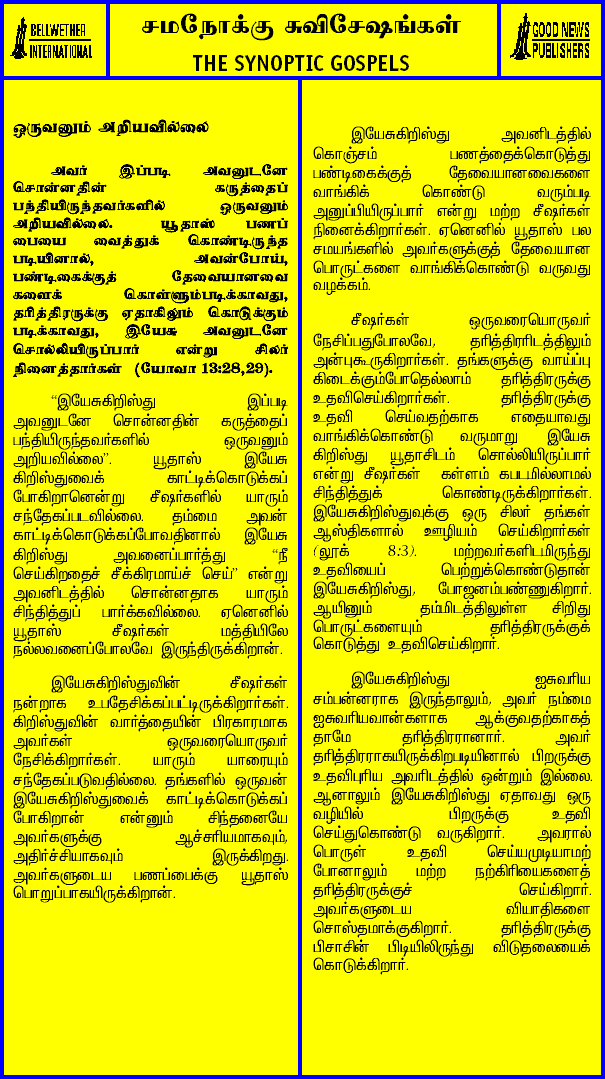 BELLWETHER
INTERNATIONAL
சமநோக்கு சுவிசேஷங்கள்
THE SYNOPTIC GOSPELS
GOOD NEWS
PUBLISHERS
ஒருவனும் அறியவில்லை
அவர் இப்படி அவனுடனே
சொன்னதின் கருத்தைப்
பந்தியிருந்தவர்களில் ஒருவனும்
அறியவில்லை. யூதாஸ் பணப்
பையை வைத்துக் கொண்டிருந்த
படியினால், அவன்போய்,
பண்டிகைக்குத் தேவையானவை
களைக் கொள்ளும்படிக்காவது,
தரித்திரருக்கு ஏதாகிலும் கொடுக்கும்
படிக்காவது, இயேசு அவனுடனே
சொல்லியிருப்பார் என்று சிலர்
நினைத்தார்கள் (யோவா 13:28,29).
“இயேசுகிறிஸ்து இப்படி
அவனுடனே சொன்னதின் கருத்தைப்
பந்தியிருந்தவர்களில் ஒருவனும்
அறியவில்லை”. யூதாஸ் இயேசு
கிறிஸ்துவைக் காட்டிக்கொடுக்கப்
போகிறானென்று சீஷர்களில் யாரும்
சந்தேகப்படவில்லை. தம்மை அவன்
காட்டிக்கொடுக்கப்போவதினால் இயேசு
கிறிஸ்து அவனைப்பார்த்து “நீ
செய்கிறதைச் சீக்கிரமாய்ச் செய்” என்று
அவனிடத்தில் சொன்னதாக யாரும்
சிந்தித்துப் பார்க்கவில்லை. ஏனெனில்
யூதாஸ் சீஷர்கள் மத்தியிலே
நல்லவனைப்போலவே இருந்திருக்கிறான்.
இயேசுகிறிஸ்துவின் சீஷர்கள்
நன்றாக உபதேசிக்கப்பட்டிருக்கிறார்கள்.
கிறிஸ்துவின் வார்த்தையின் பிரகாரமாக
அவர்கள் ஒருவரையொருவர்
நேசிக்கிறார்கள். யாரும் யாரையும்
சந்தேகப்படுவதில்லை. தங்களில் ஒருவன்
இயேசுகிறிஸ்துவைக் காட்டிக்கொடுக்கப்
போகிறான் என்னும் சிந்தனையே
அவர்களுக்கு ஆச்சரியமாகவும்,
அதிர்ச்சியாகவும் இருக்கிறது.
அவர்களுடைய பணப்பைக்கு யூதாஸ்
பொறுப்பாகயிருக்கிறான்.
இயேசுகிறிஸ்து அவனிடத்தில்
கொஞ்சம் பணத்தைக்கொடுத்து
பண்டிகைக்குத் தேவையானவைகளை
வாங்கிக் கொண்டு வரும்படி
அனுப்பியிருப்பார் என்று மற்ற சீஷர்கள்
நினைக்கிறார்கள். ஏனெனில் யூதாஸ் பல
சமயங்களில் அவர்களுக்குத் தேவையான
பொருட்களை வாங்கிக்கொண்டு வருவது
வழக்கம்.
சீஷர்கள் ஒருவரையொருவர்
நேசிப்பதுபோலவே, தரித்திரரிடத்திலும்
அன்புகூருகிறார்கள். தங்களுக்கு வாய்ப்பு
கிடைக்கும்போதெல்லாம் தரித்திரருக்கு
உதவிசெய்கிறார்கள். தரித்திரருக்கு
உதவி செய்வதற்காக எதையாவது
வாங்கிக்கொண்டு வருமாறு இயேசு
கிறிஸ்து யூதாசிடம் சொல்லியிருப்பார்
என்று சீஷர்கள் கள்ளம் கபடமில்லாமல்
சிந்தித்துக் கொண்டிருக்கிறார்கள்.
இயேசுகிறிஸ்துவுக்கு ஒரு சிலர் தங்கள்
ஆஸ்திகளால் ஊழியம் செய்கிறார்கள்
(லூக் 8:3). மற்றவர்களிடமிருந்து
உதவியைப் பெற்றுக்கொண்டுதான்
இயேசுகிறிஸ்து, போஜனம்பண்ணுகிறார்.
ஆயினும் தம்மிடத்திலுள்ள சிறிது
பொருட்களையும் தரித்திரருக்குக்
கொடுத்து உதவிசெய்கிறார்.
இயேசுகிறிஸ்து ஐசுவரிய
சம்பன்னராக இருந்தாலும், அவர் நம்மை
ஐசுவரியவான்களாக ஆக்குவதற்காகத்
தாமே தரித்திரரானார். அவர்
தரித்திரராகயிருக்கிறபடியினால் பிறருக்கு
உதவிபுரிய அவரிடத்தில் ஒன்றும் இல்லை.
ஆனாலும் இயேசுகிறிஸ்து ஏதாவது ஒரு
வழியில் பிறருக்கு உதவி
செய்துகொண்டு வருகிறார். அவரால்
பொருள் உதவி செய்யமுடியாமற்
போனாலும் மற்ற நற்கிரியைகளைத்
தரித்திரருக்குச் செய்கிறார்.
அவர்களுடைய வியாதிகளை
சொஸ்தமாக்குகிறார். தரித்திரருக்கு
பிசாசின் பிடியிலிருந்து விடுதலையைக்
கொடுக்கிறார்.